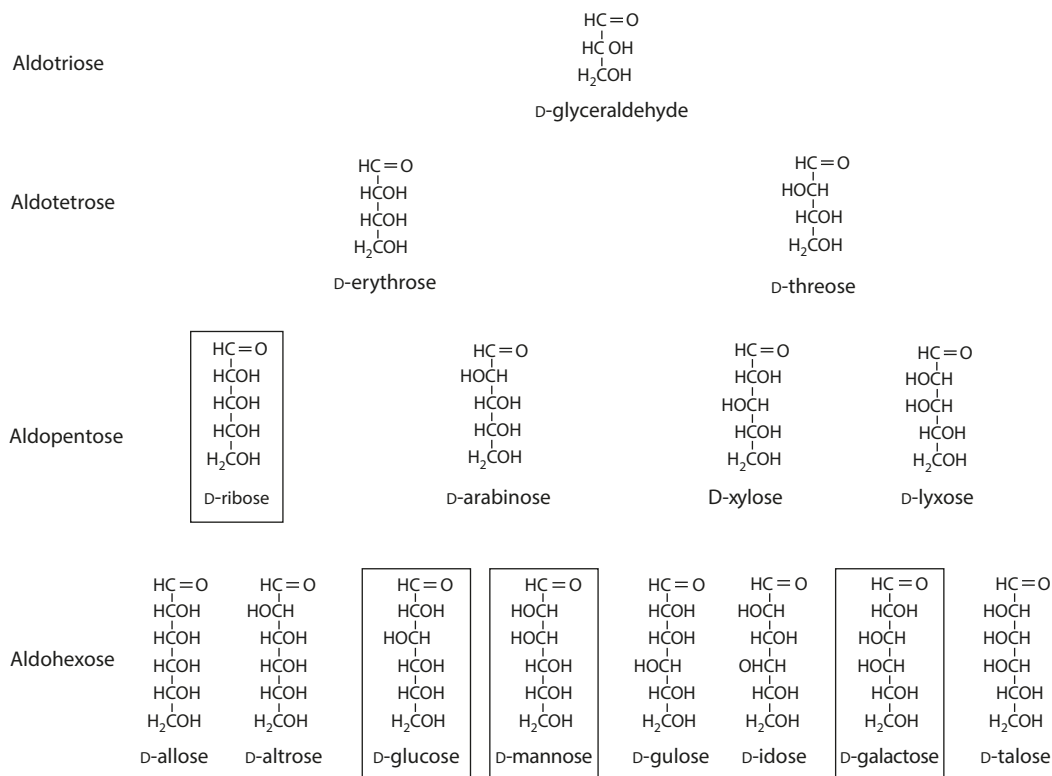 Aldotriose
HC=O
HC OH
H₂COH
D-glyceraldehyde
Aldotetrose
HC=O
HCOH
HCOH
H₂COH
D-erythrose
HC=O
HOCH
HCOH
H₂COH
D-threose
Aldopentose
HC=O
HCOH
HCOH
HCOH
H₂COH
D-ribose
HC=O
HOCH
HCOH
HCOH
H₂COH
D-arabinose
HC=O
HCOH
HOCH
HCOH
H₂COH
D-xylose
HC=O
HOCH
HOCH
HCOH
H₂COH
D-lyxose
Aldohexose
HC=O
HCOH
HCOH
HCOH
HCOH
H₂COH
D-allose
HC=O
HOCH
HCOH
HCOH
HCOH
H₂COH
D-altrose
HC=O
HCOH
HOCH
HCOH
HCOH
H₂COH
D-glucose
HC=O
HOCH
HOCH
HCOH
HCOH
H₂COH
D-mannose
HC=O
HCOH
HCOH
HOCH
HCOH
H₂COH
D-gulose
HC=O
HOCH
HCOH
OHCH
HCOH
H₂COH
D-idose
HC=O
HCOH
HOCH
HOCH
HCOH
H₂COH
D-galactose
HC=O
HOCH
HOCH
HOCH
HCOH
H₂COH
D-talose